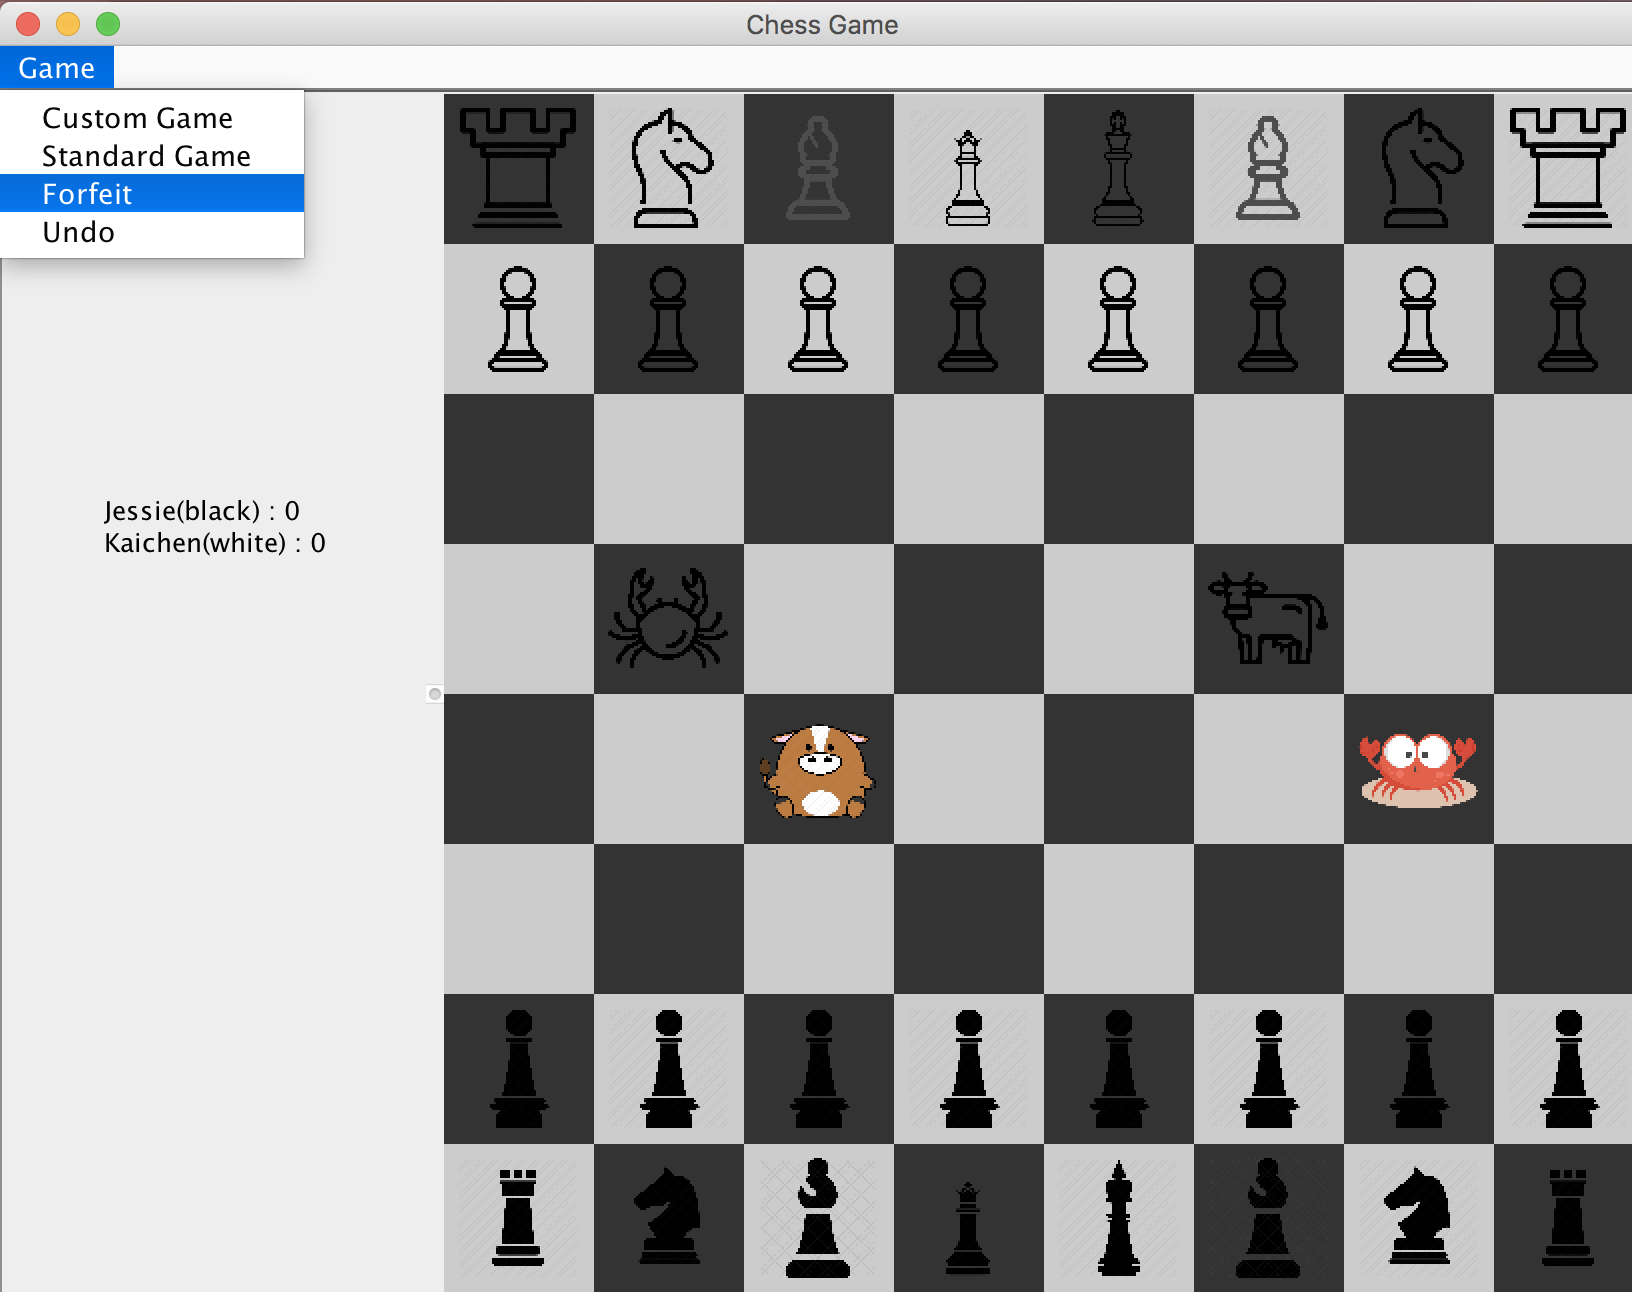 Chess Game
Game
Custom Game
Standard Game
Forfeit
Undo
Jessie(black) : 0
Kaichen(white) : 0